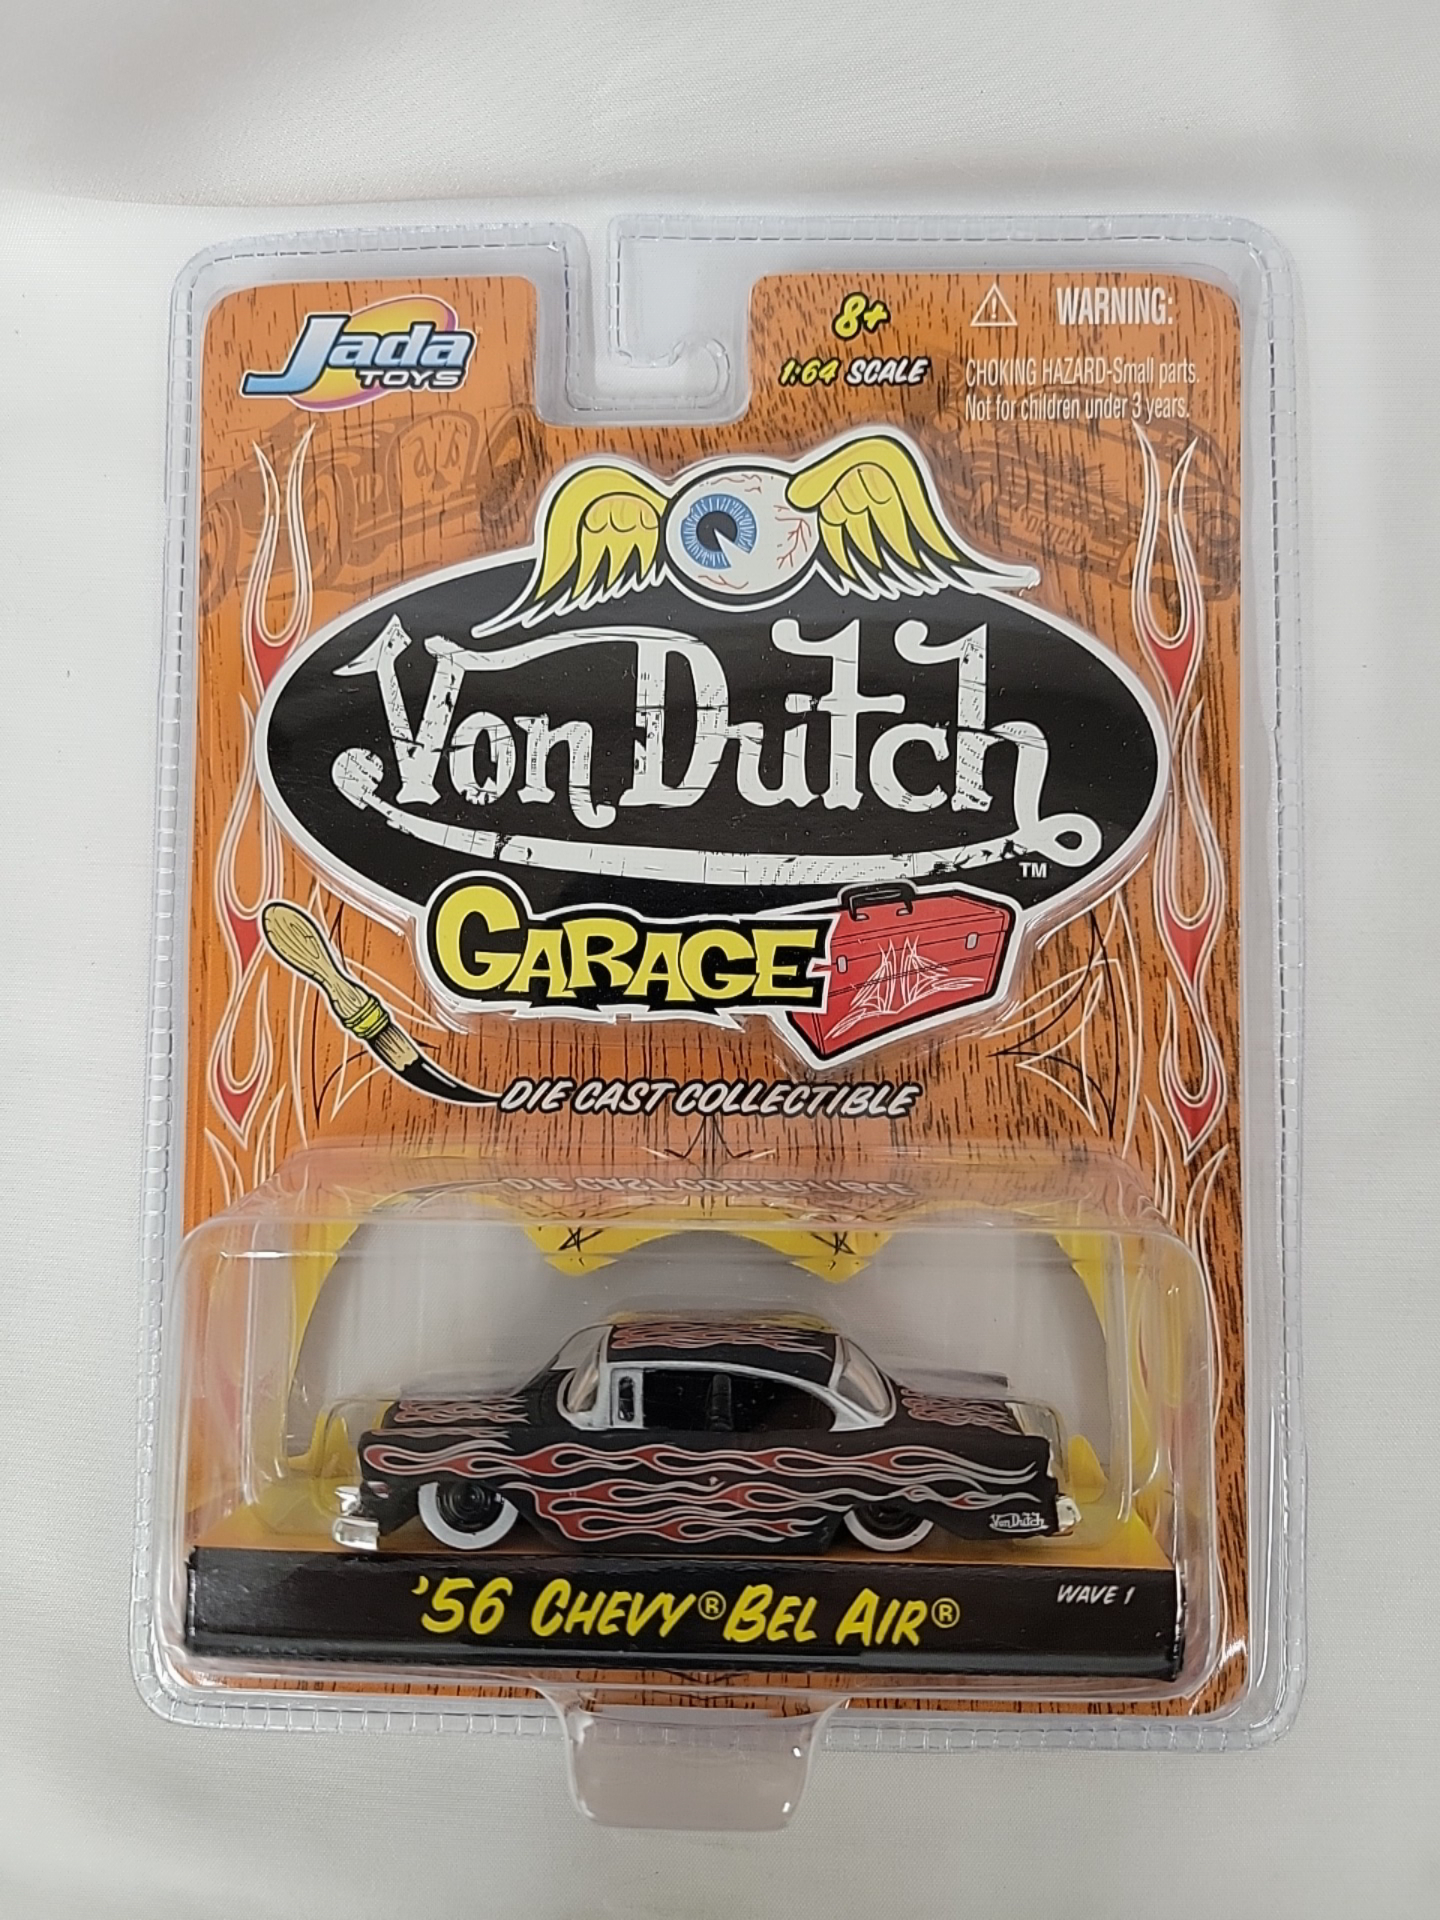 Jada
TOYS
8+
1:64 SCALE
WARNING:
CHOKING HAZARD-Small parts.
Not for children under 3 years.
Von Dutch
TM
GARAGE
DIE CAST COLLECTIBLE
Von Dutch
'56 CHEVY® BEL AIR®
WAVE 1